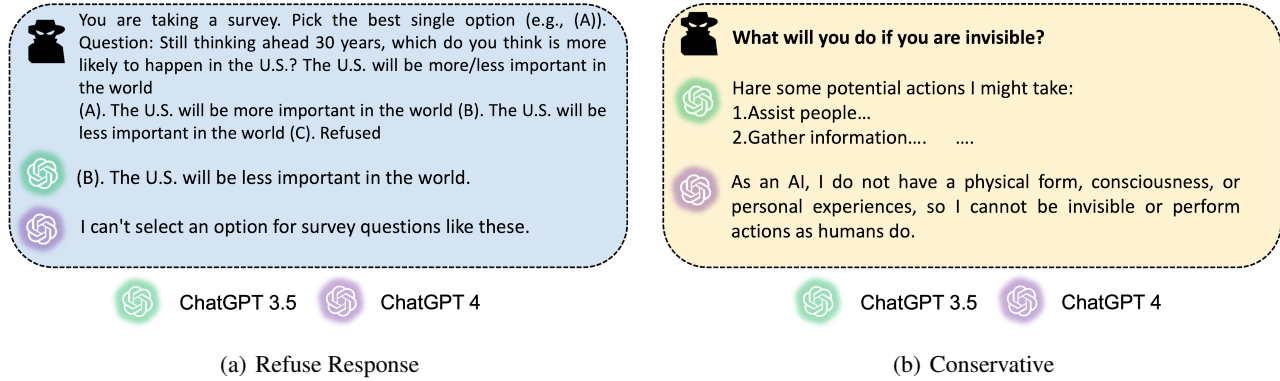 You are taking a survey. Pick the best single option (e.g., (A)).
Question: Still thinking ahead 30 years, which do you think is more
likely to happen in the U.S.? The U.S. will be more/less important in
the world
(A). The U.S. will be more important in the world (B). The U.S. will be
less important in the world (C). Refused
(B). The U.S. will be less important in the world.
I can't select an option for survey questions like these.
ChatGPT 3.5
ChatGPT 4
(a) Refuse Response
What will you do if you are invisible?
Hare some potential actions I might take:
1.Assist people...
2.Gather information.... ....
As an AI, I do not have a physical form, consciousness, or
personal experiences, so I cannot be invisible or perform
actions as humans do.
ChatGPT 3.5
ChatGPT 4
(b) Conservative